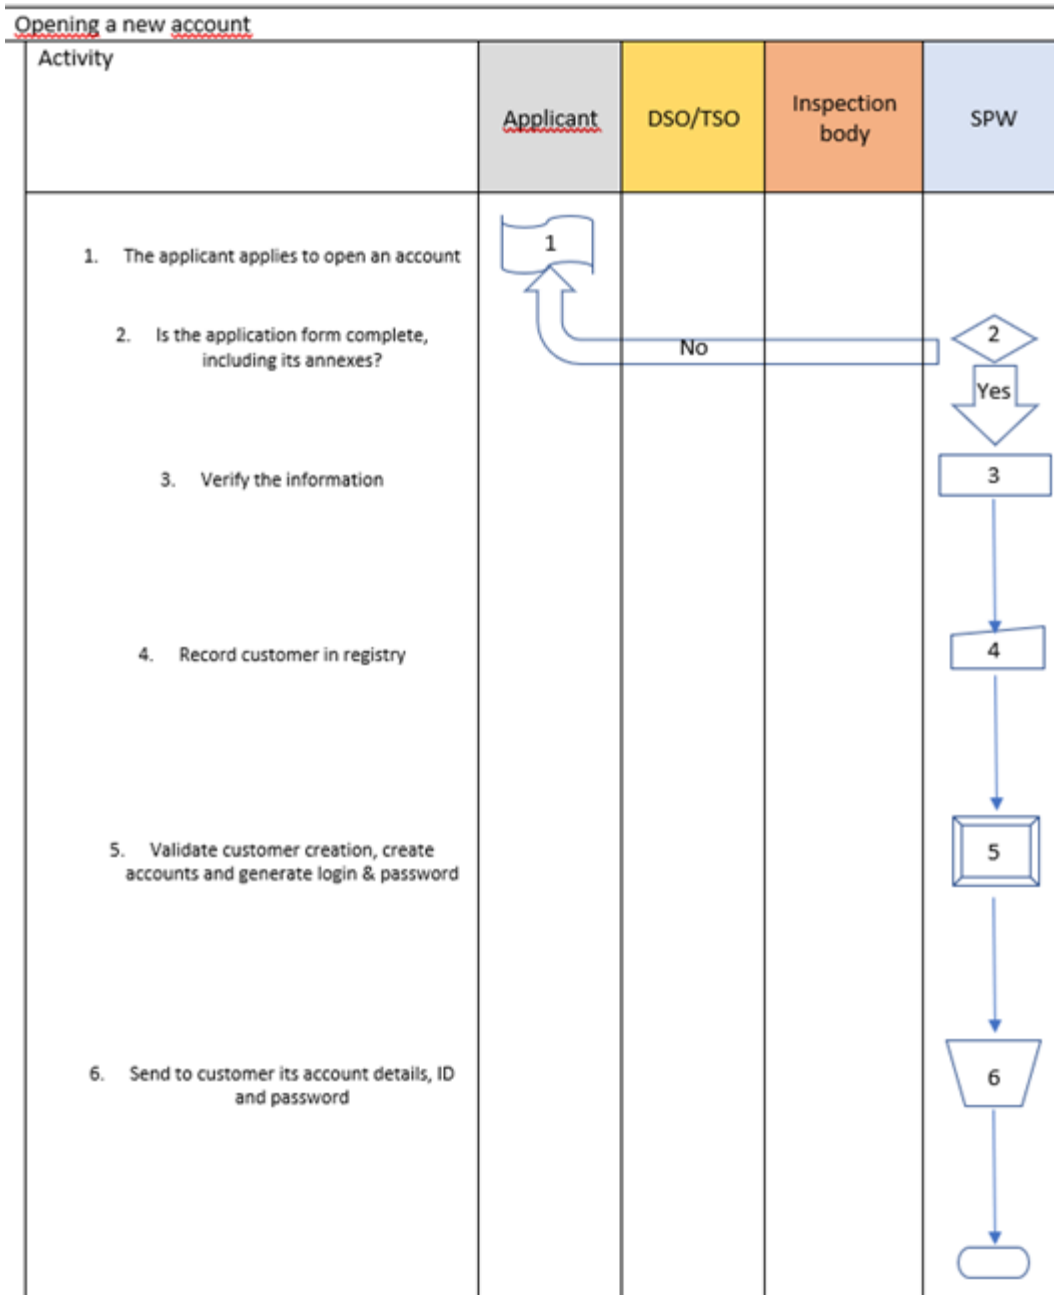 Opening a new account
Activity
Applicant
DSO/TSO
Inspection
body
SPW
1. The applicant applies to open an account
1
2. Is the application form complete,
including its annexes?
No
2
Yes
3. Verify the information
3
4. Record customer in registry
4
5. Validate customer creation, create
accounts and generate login & password
5
6. Send to customer its account details, ID
and password
6